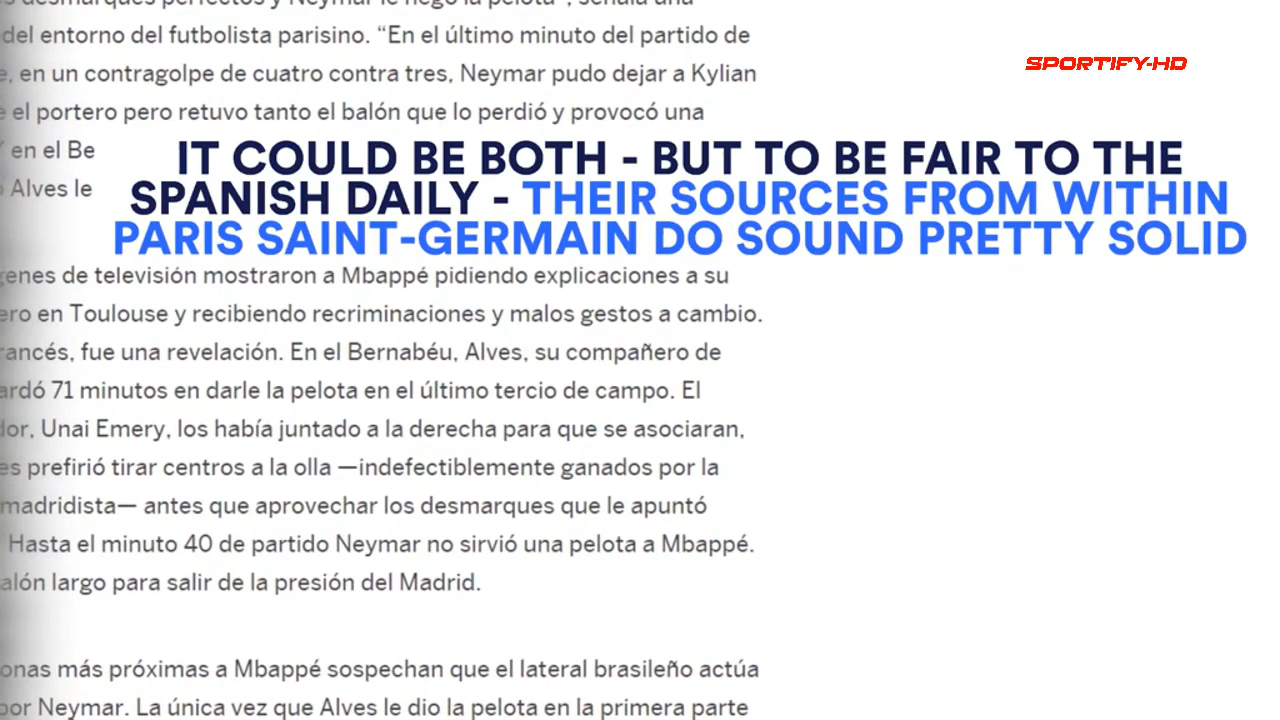 desmarques perfectos y Neymar le negó la pelota", señala una
del entorno del futbolista parisino. “En el último minuto del partido de
, en un contragolpe de cuatro contra tres, Neymar pudo dejar a Kylian
el portero pero retuvo tanto el balón que lo perdió y provocó una
en el Be
Alves le
SPORTIFY-HD
IT COULD BE BOTH - BUT TO BE FAIR TO THE
SPANISH DAILY - THEIR SOURCES FROM WITHIN
PARIS SAINT-GERMAIN DO SOUND PRETTY SOLID
genes de televisión mostraron a Mbappé pidiendo explicaciones a su
ero en Toulouse y recibiendo recriminaciones y malos gestos a cambio.
rancés, fue una revelación. En el Bernabéu, Alves, su compañero de
ardó 71 minutos en darle la pelota en el último tercio de campo. El
dor, Unai Emery, los había juntado a la derecha para que se asociaran,
es prefirió tirar centros a la olla —indefectiblemente ganados por la
madridista— antes que aprovechar los desmarques que le apuntó
Hasta el minuto 40 de partido Neymar no sirvió una pelota a Mbappé.
alón largo para salir de la presión del Madrid.
onas más próximas a Mbappé sospechan que el lateral brasileño actúa
por Neymar. La única vez que Alves le dio la pelota en la primera parte